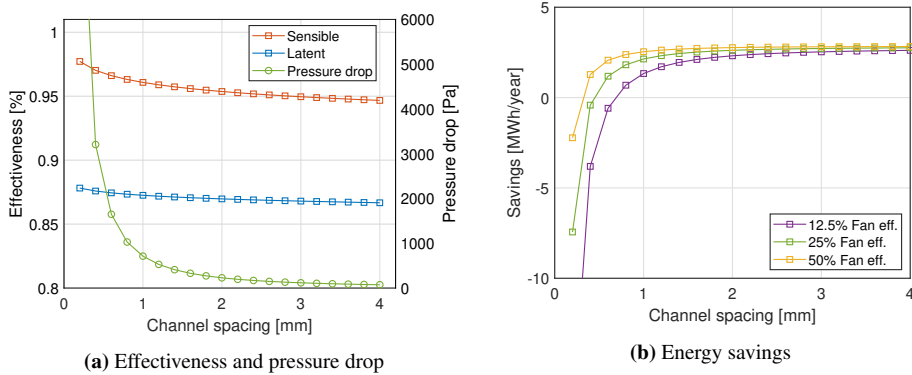 1
0.95
0.9
0.85
0.8
Effectiveness [%]
Sensible
Latent
Pressure drop
6000
5000
4000
3000
2000
1000
0
Pressure drop [Pa]
0 1 2 3 4
Channel spacing [mm]
(a) Effectiveness and pressure drop
5
0
-5
-10
Savings [MWh/year]
12.5% Fan eff.
25% Fan eff.
50% Fan eff.
0 1 2 3 4
Channel spacing [mm]
(b) Energy savings